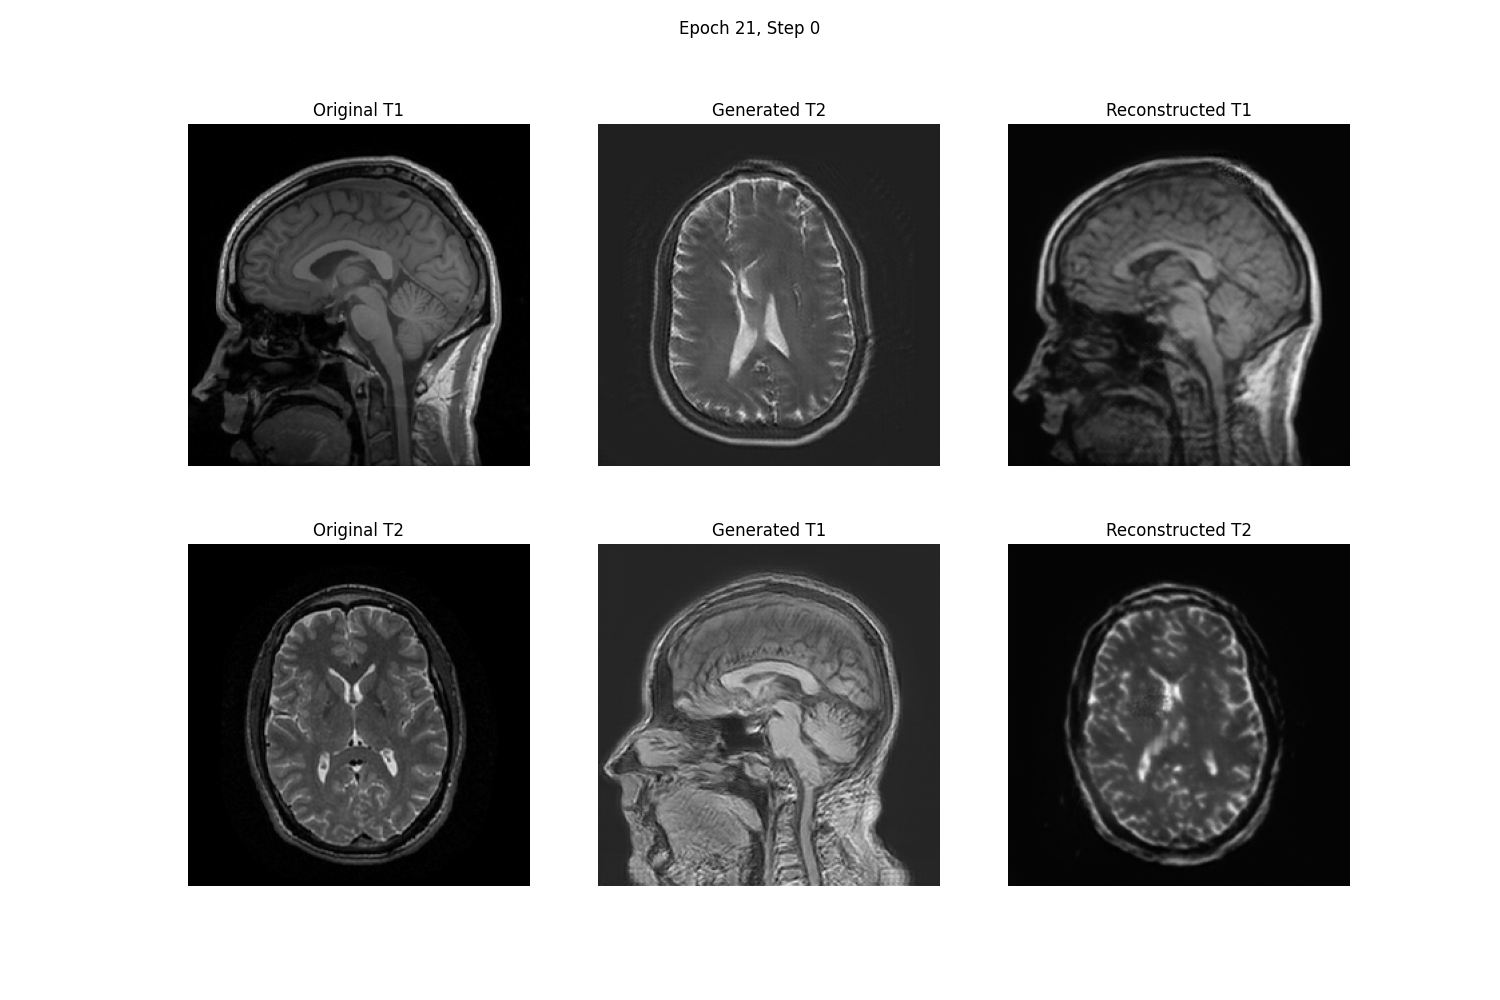 Epoch 21, Step 0
Original T1
Generated T2
Reconstructed T1
Original T2
Generated T1
Reconstructed T2